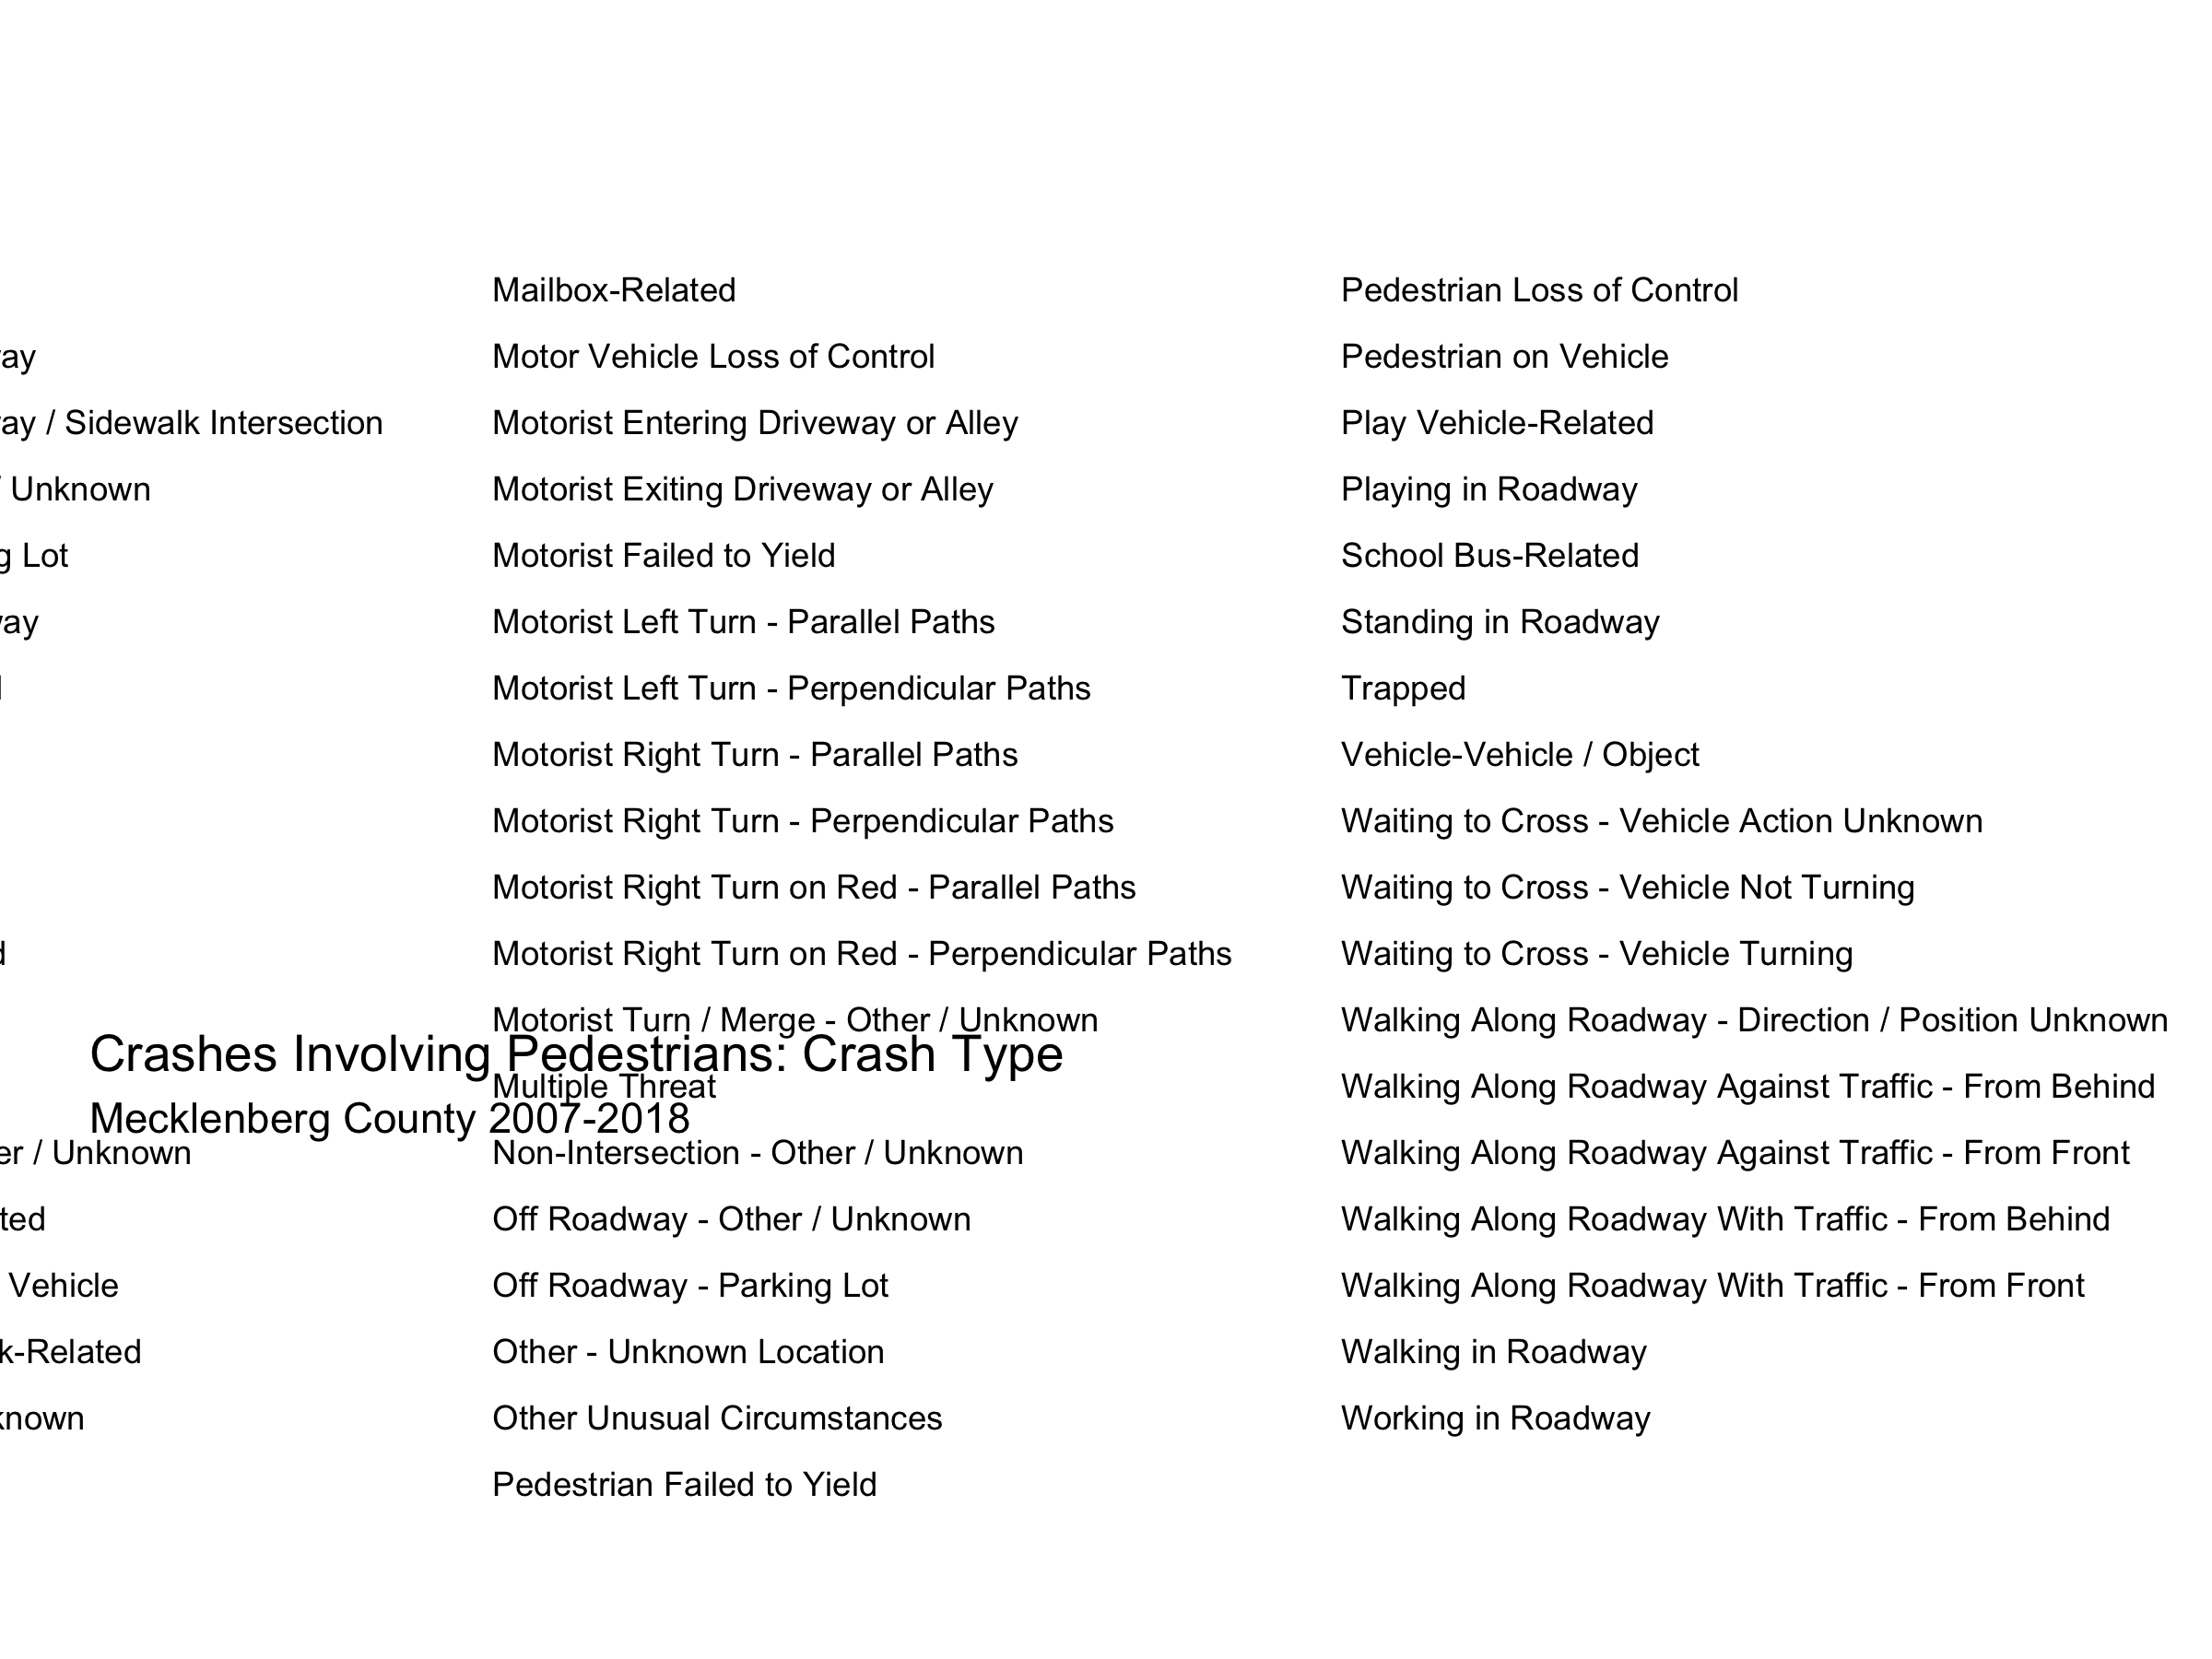 / Sidewalk Intersection
Unknown
Lot
/ Unknown
Vehicle
-Related
Mailbox-Related
Motor Vehicle Loss of Control
Motorist Entering Driveway or Alley
Motorist Exiting Driveway or Alley
Motorist Failed to Yield
Motorist Left Turn - Parallel Paths
Motorist Left Turn - Perpendicular Paths
Motorist Right Turn - Parallel Paths
Motorist Right Turn - Perpendicular Paths
Motorist Right Turn on Red - Parallel Paths
Motorist Right Turn on Red - Perpendicular Paths
Motorist Turn / Merge - Other / Unknown
Multiple Threat
Non-Intersection - Other / Unknown
Off Roadway - Other / Unknown
Off Roadway - Parking Lot
Other - Unknown Location
Other Unusual Circumstances
Pedestrian Failed to Yield
Pedestrian Loss of Control
Pedestrian on Vehicle
Play Vehicle-Related
Playing in Roadway
School Bus-Related
Standing in Roadway
Trapped
Vehicle-Vehicle / Object
Waiting to Cross - Vehicle Action Unknown
Waiting to Cross - Vehicle Not Turning
Waiting to Cross - Vehicle Turning
Walking Along Roadway - Direction / Position Unknown
Walking Along Roadway Against Traffic - From Behind
Walking Along Roadway Against Traffic - From Front
Walking Along Roadway With Traffic - From Behind
Walking Along Roadway With Traffic - From Front
Walking in Roadway
Working in Roadway
Crashes Involving Pedestrians: Crash Type
Mecklenberg County 2007-2018